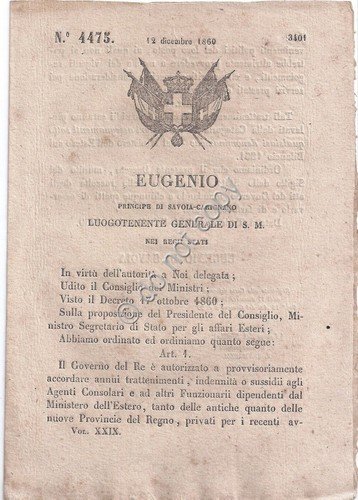 N.° 4475.
12 dicembre 1860
3401
EUGENIO
PRINCIPE DI SAVOIA-CARIGNANO
LUOGOTENENTE GENERALE DI S. M.
NEI REGII STATI
In virtù dell'autorità a Noi delegata;
Udito il Consiglio dei Ministri;
Visto il Decreto ottobre 1860;
Sulla proposizione del Presidente del Consiglio, Mi-
nistro Segretario di Stato per gli affari Esteri;
Abbiamo ordinato ed ordiniamo quanto segue:
Art. 1.
Il Governo del Re è autorizzato a provvisoriamente
accordare annui trattenimenti, indennità o sussidii agli
Agenti Consolari e ad altri Funzionarii dipendenti dal
Ministero dell'Estero, tanto delle antiche quanto delle
nuove Provincie del Regno, privati per i recenti av-
Vol. XXIX.
copy